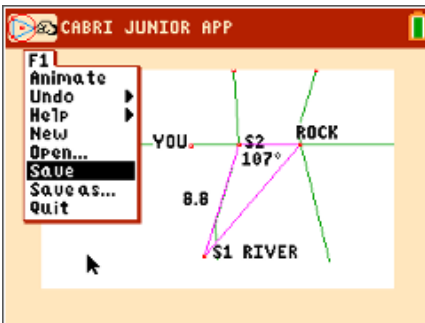 CABRI JUNIOR APP
F1
Animate
Undo
Help
New
Open...
Save
Save as...
Quit
YOU
S2
ROCK
107°
8.8
S1 RIVER